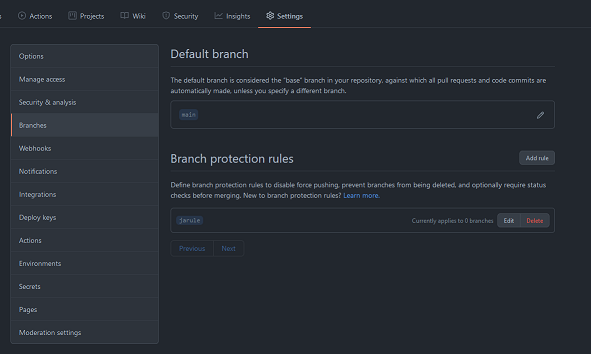 Actions Projects Wiki Security Insights Settings
Options
Manage access
Security & analysis
Branches
Webhooks
Notifications
Integrations
Deploy keys
Actions
Environments
Secrets
Pages
Moderation settings
Default branch
The default branch is considered the "base" branch in your repository, against which all pull requests and code commits are
automatically made, unless you specify a different branch.
main
Branch protection rules
Add rule
Define branch protection rules to disable force pushing, prevent branches from being deleted, and optionally require status
checks before merging. New to branch protection rules? Learn more.
jarule
Currently applies to 0 branches Edit Delete
Previous Next